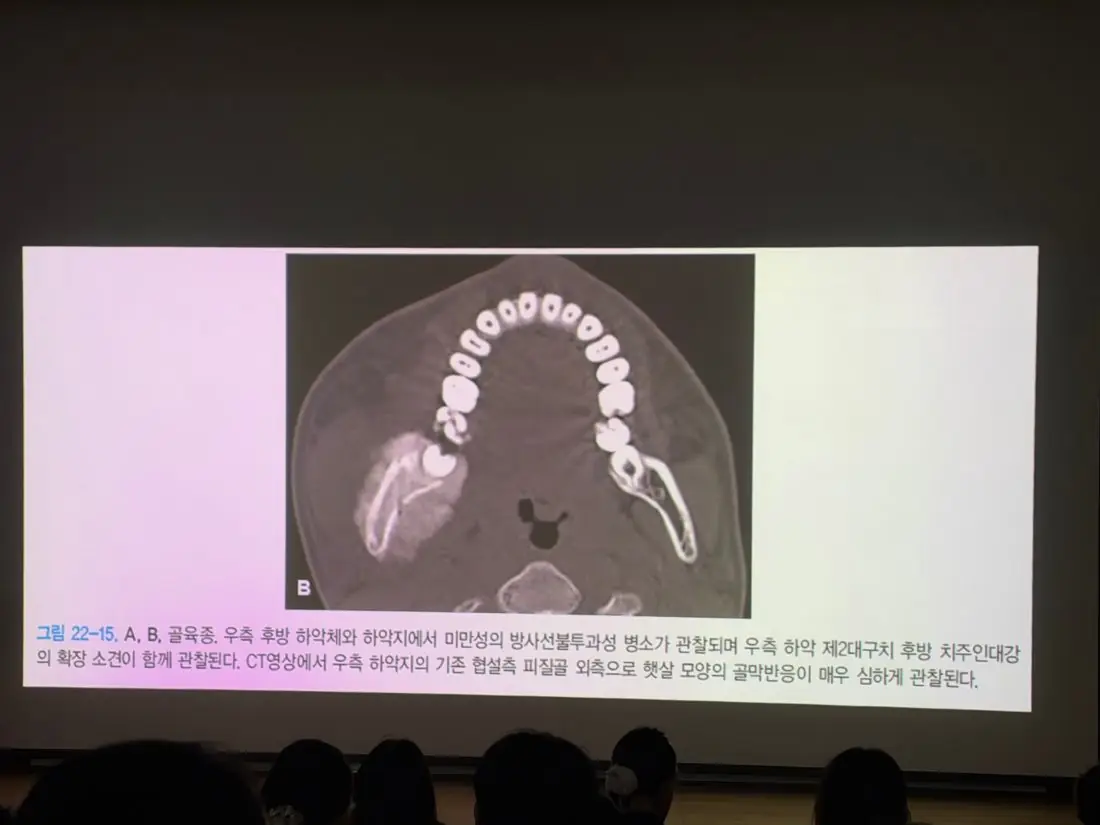 B
그림 22-15. A, B, 골육종. 우측 후방 하악체와 하악지에서 미만성의 방사선불투과성 병소가 관찰되며 우측 하악 제2대구치 후방 치주인대강
의 확장 소견이 함께 관찰된다. CT영상에서 우측 하악지의 기존 협설측 피질골 외측으로 햇살 모양의 골막반응이 매우 심하게 관찰된다.